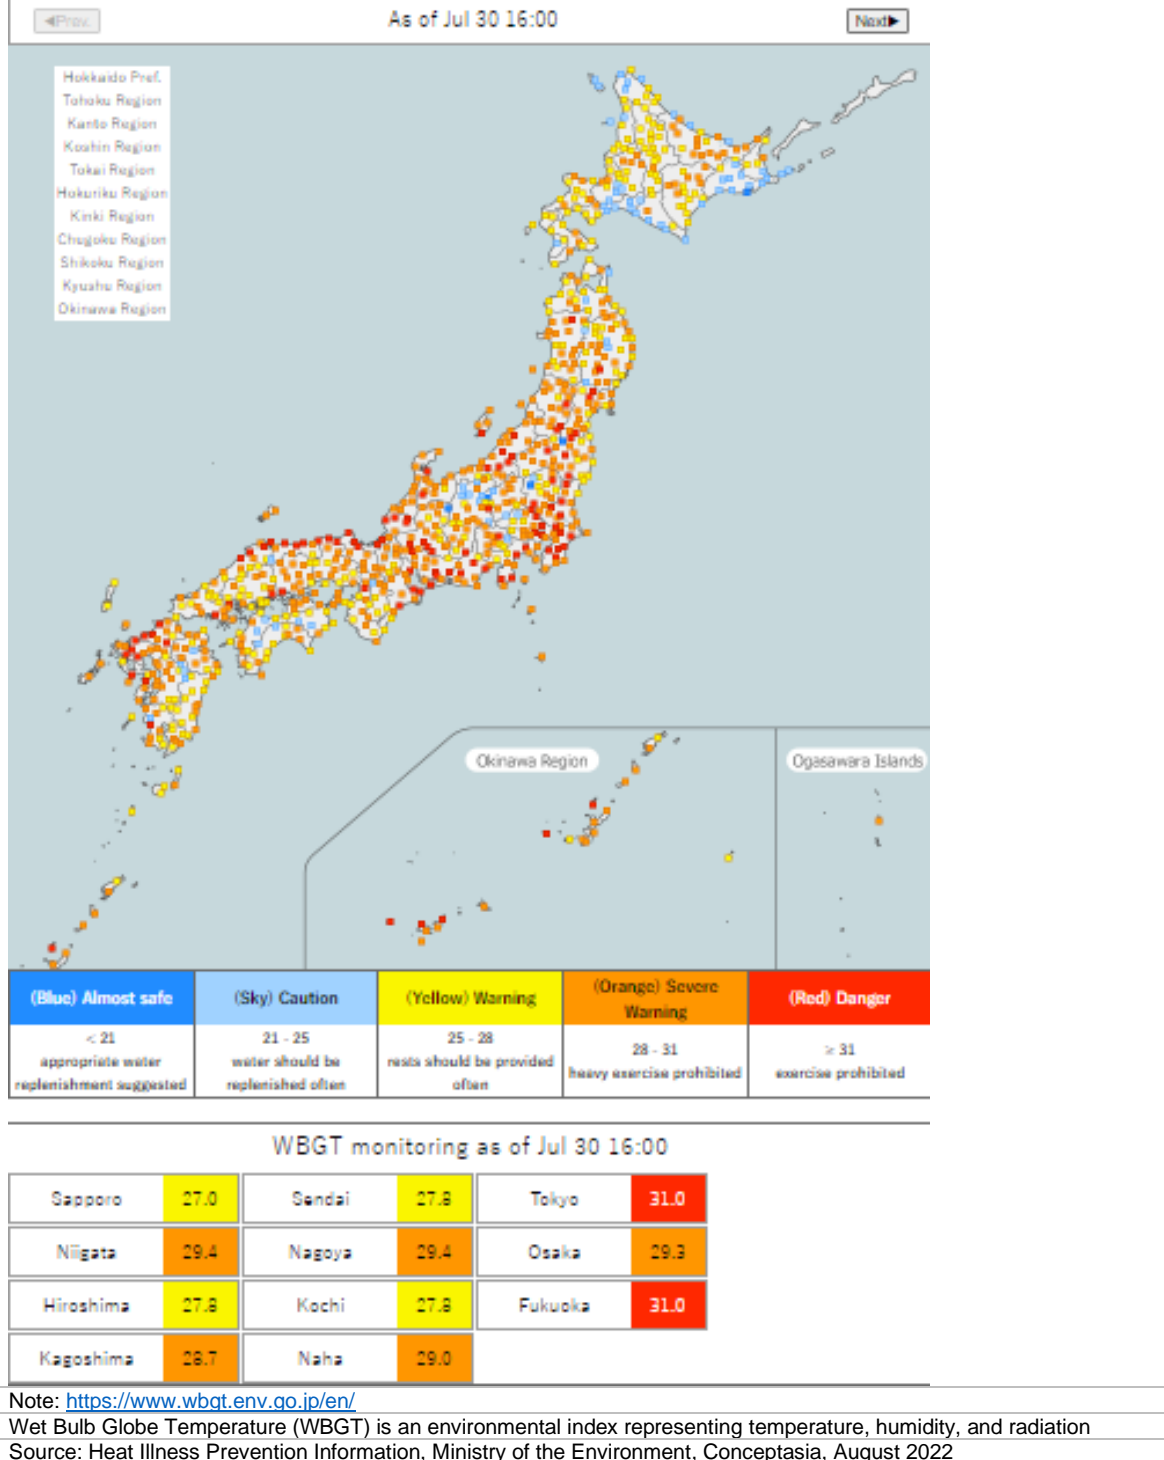 ◀Prev.
As of Jul 30 16:00
Next▶
Hokkaido Pref.
Tohoku Region
Kanto Region
Koshin Region
Tokai Region
Hokuriku Region
Kinki Region
Chugoku Region
Shikoku Region
Kyushu Region
Okinawa Region
Okinawa Region
Ogasawara Islands
(Blue) Almost safe
(Sky) Caution
(Yellow) Warning
(Orange) Severe
Warning
(Red) Danger
< 21
appropriate water
replenishment suggested
21 - 25
water should be
replenished often
25 - 28
rests should be provided
often
28 - 31
heavy exercise prohibited
≥ 31
exercise prohibited
WBGT monitoring as of Jul 30 16:00
Sapporo 27.0 Sendai 27.8 Tokyo 31.0
Niigata 29.4 Nagoya 29.4 Osaka 29.3
Hiroshima 27.8 Kochi 27.8 Fukuoka 31.0
Kagoshima 28.7 Naha 29.0
Note: https://www.wbgt.env.go.jp/en/
Wet Bulb Globe Temperature (WBGT) is an environmental index representing temperature, humidity, and radiation
Source: Heat Illness Prevention Information, Ministry of the Environment, Conceptasia, August 2022